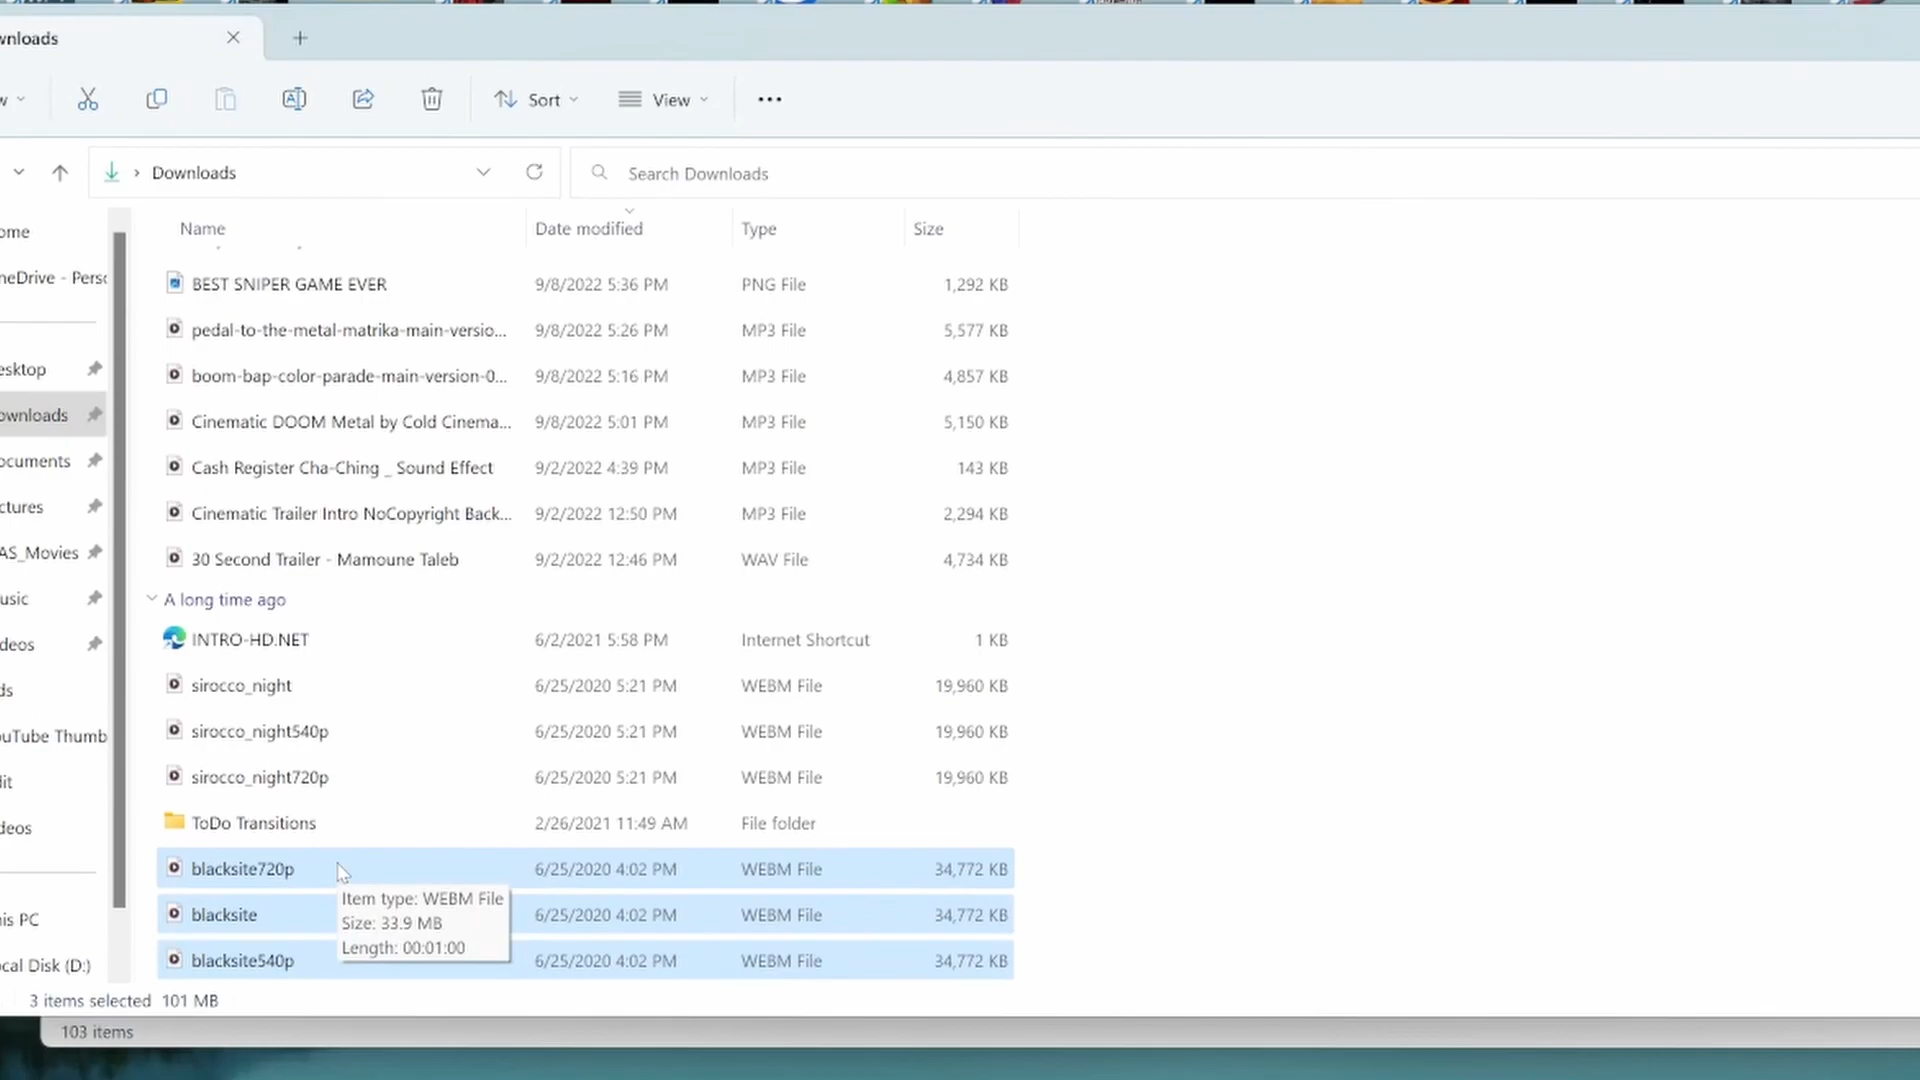 wnloads
Sort
View
Downloads
Search Downloads
Name Date modified Type Size
BEST SNIPER GAME EVER 9/8/2022 5:36 PM PNG File 1,292 KB
pedal-to-the-metal-matrika-main-versio... 9/8/2022 5:26 PM MP3 File 5,577 KB
boom-bap-color-parade-main-version-0... 9/8/2022 5:16 PM MP3 File 4,857 KB
Cinematic DOOM Metal by Cold Cinema... 9/8/2022 5:01 PM MP3 File 5,150 KB
Cash Register Cha-Ching _ Sound Effect 9/2/2022 4:39 PM MP3 File 143 KB
Cinematic Trailer Intro NoCopyright Back... 9/2/2022 12:50 PM MP3 File 2,294 KB
30 Second Trailer - Mamoune Taleb 9/2/2022 12:46 PM WAV File 4,734 KB
A long time ago
INTRO-HD.NET 6/2/2021 5:58 PM Internet Shortcut 1 KB
sirocco_night 6/25/2020 5:21 PM WEBM File 19,960 KB
sirocco_night540p 6/25/2020 5:21 PM WEBM File 19,960 KB
sirocco_night720p 6/25/2020 5:21 PM WEBM File 19,960 KB
ToDo Transitions 2/26/2021 11:49 AM File folder
blacksite720p 6/25/2020 4:02 PM WEBM File 34,772 KB
blacksite 6/25/2020 4:02 PM WEBM File 34,772 KB
blacksite540p 6/25/2020 4:02 PM WEBM File 34,772 KB
Item type: WEBM File
Size: 33.9 MB
Length: 00:01:00
ome
neDrive - Perso
esktop
ownloads
ocuments
ctures
AS_Movies
usic
deos
ds
ouTube Thumb
dit
deos
his PC
ocal Disk (D:)
3 items selected 101 MB
103 items